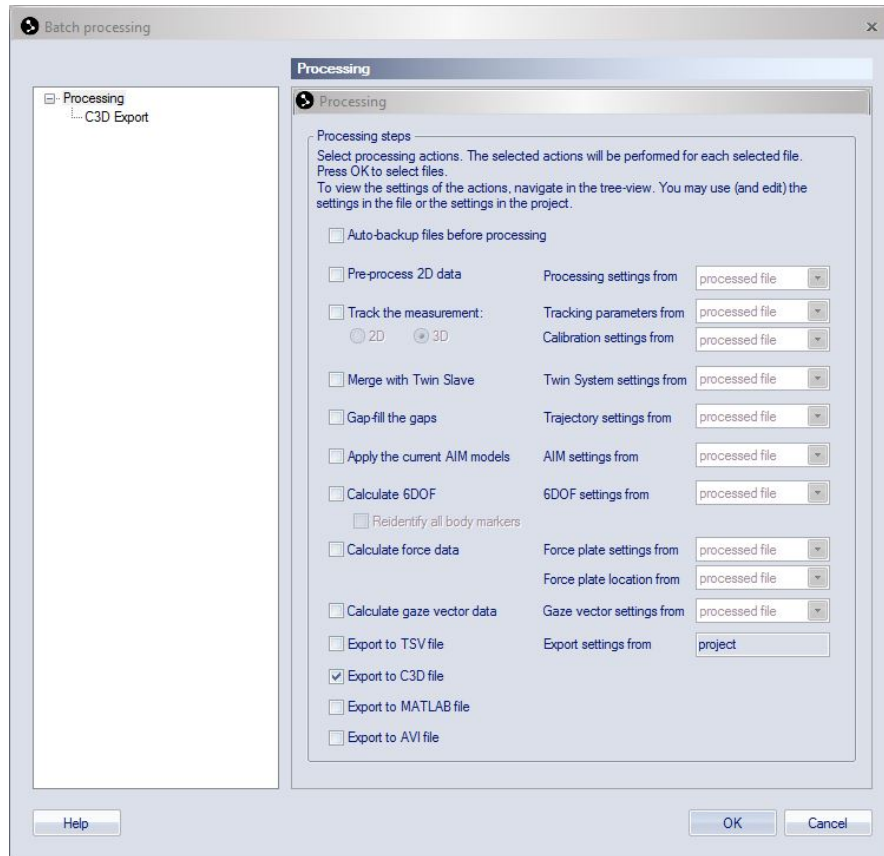 Batch processing
Processing
Processing
C3D Export
Processing
Processing steps
Select processing actions. The selected actions will be performed for each selected file.
Press OK to select files.
To view the settings of the actions, navigate in the tree-view. You may use (and edit) the
settings in the file or the settings in the project.
Auto-backup files before processing
Pre-process 2D data Processing settings from processed file
Track the measurement: Tracking parameters from processed file
2D 3D Calibration settings from processed file
Merge with Twin Slave Twin System settings from processed file
Gap-fill the gaps Trajectory settings from processed file
Apply the current AIM models AIM settings from processed file
Calculate 6DOF 6DOF settings from processed file
Reidentify all body markers
Calculate force data Force plate settings from processed file
Force plate location from processed file
Calculate gaze vector data Gaze vector settings from processed file
Export to TSV file Export settings from project
Export to C3D file
Export to MATLAB file
Export to AVI file
Help OK Cancel